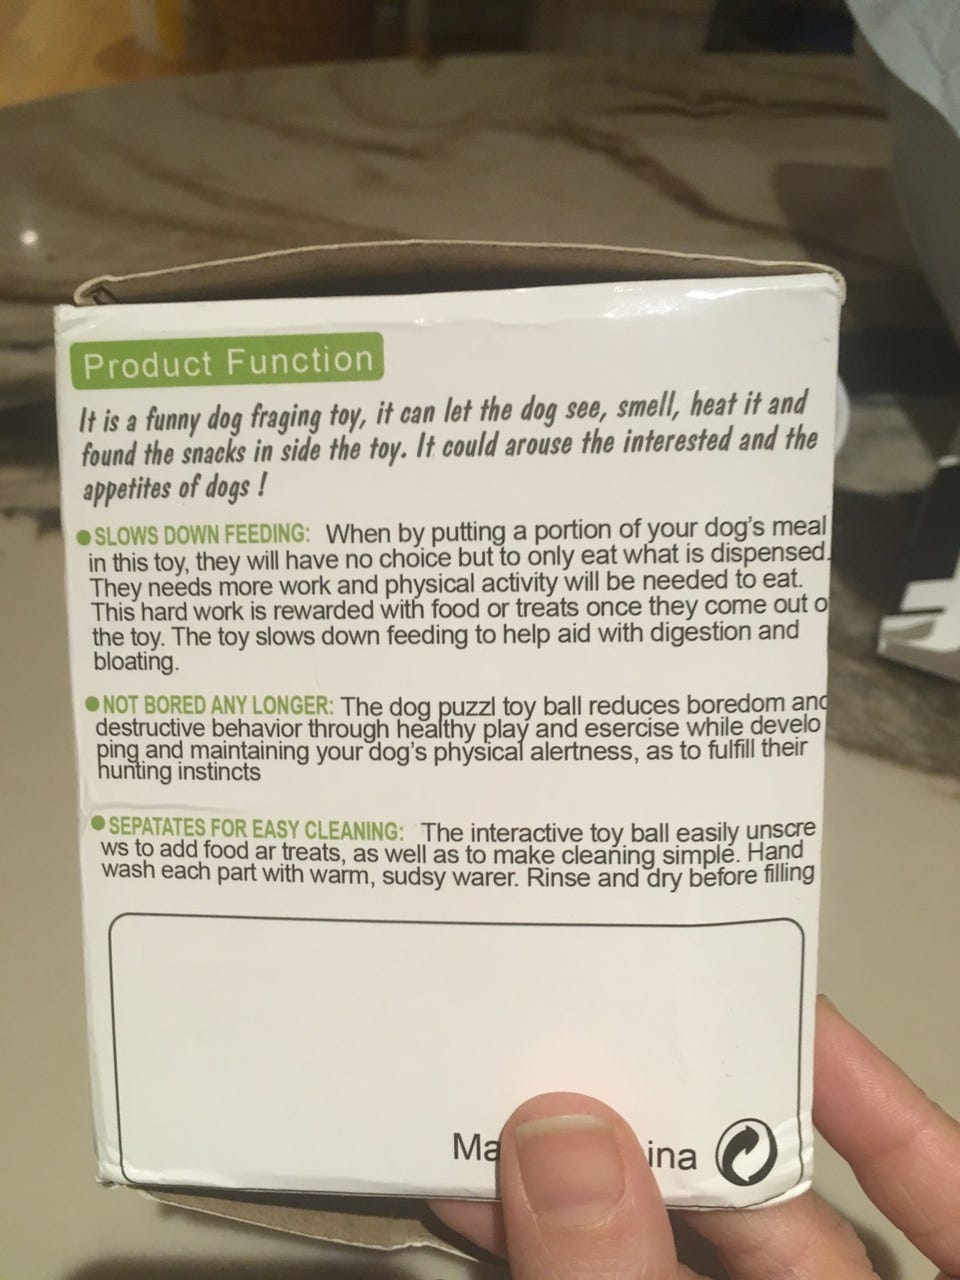 Product Function
It is a funny dog fraging toy, it can let the dog see, smell, heat it and
found the snacks in side the toy. It could arouse the interested and the
appetites of dogs !
●SLOWS DOWN FEEDING: When by putting a portion of your dog's meal
in this toy, they will have no choice but to only eat what is dispensed.
They needs more work and physical activity will be needed to eat.
This hard work is rewarded with food or treats once they come out o
the toy. The toy slows down feeding to help aid with digestion and
bloating.
●NOT BORED ANY LONGER: The dog puzzl toy ball reduces boredom and
destructive behavior through healthy play and esercise while develo
ping and maintaining your dog's physical alertness, as to fulfill their
hunting instincts
●SEPATATES FOR EASY CLEANING: The interactive toy ball easily unscre
ws to add food ar treats, as well as to make cleaning simple. Hand
wash each part with warm, sudsy warer. Rinse and dry before filling
Ma ina